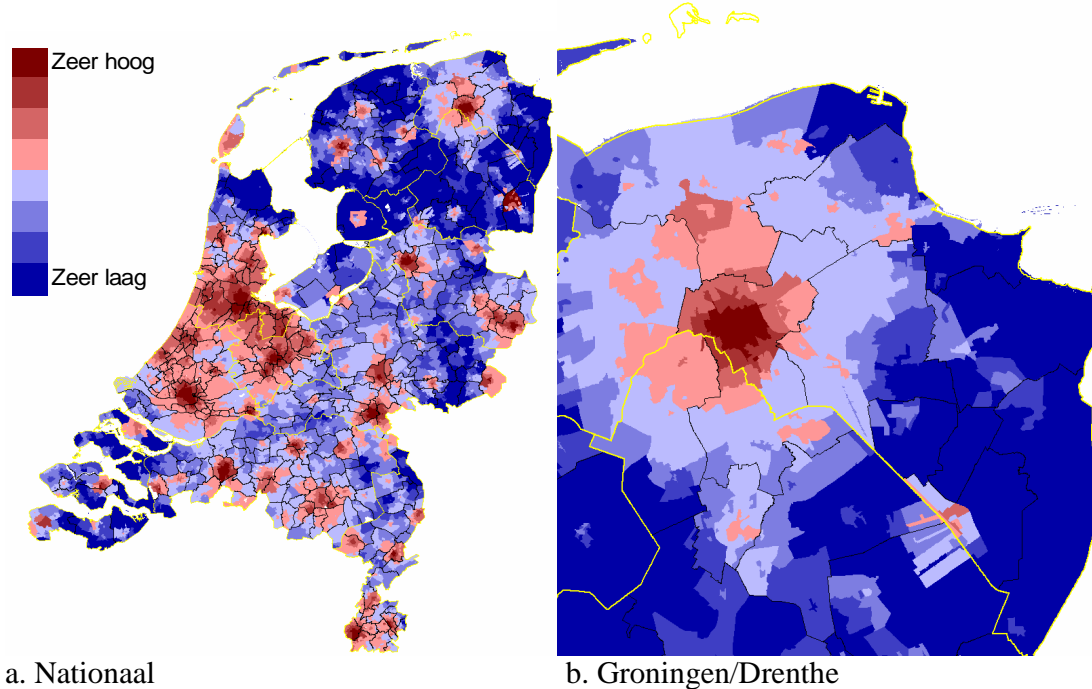 Zeer hoog
Zeer laag
a. Nationaal
b. Groningen/Drenthe